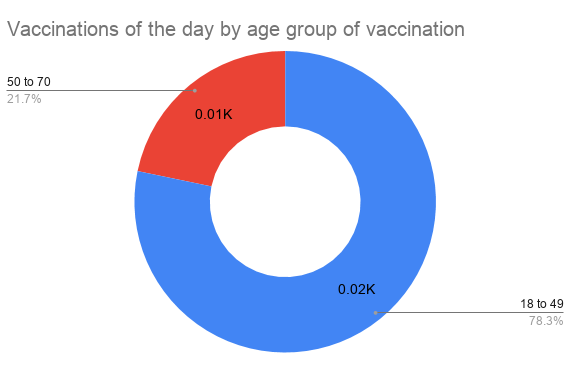 Vaccinations of the day by age group of vaccination
50 to 70
21.7%
0.01K
0.02K
18 to 49
78.3%